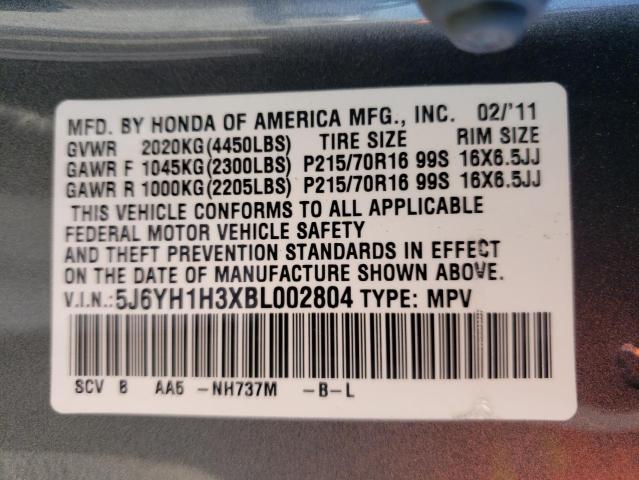 MFD. BY HONDA OF AMERICA MFG., INC. 02/'11
GVWR 2020KG(4450LBS) TIRE SIZE RIM SIZE
GAWR F 1045KG(2300LBS) P215/70R16 99S 16X6.5JJ
GAWR R 1000KG(2205LBS) P215/70R16 99S 16X6.5JJ
THIS VEHICLE CONFORMS TO ALL APPLICABLE
FEDERAL MOTOR VEHICLE SAFETY
AND THEFT PREVENTION STANDARDS IN EFFECT
ON THE DATE OF MANUFACTURE SHOWN ABOVE.
V.I.N.: 5J6YH1H3XBL002804 TYPE: MPV
SCV B AA5 -NH737M -B-L